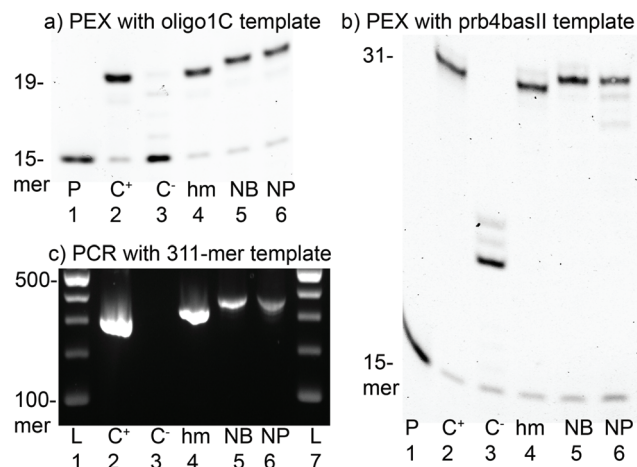 a) PEX with oligo1C template
19-
15-
mer
P C⁺ C⁻ hm NB NP
1 2 3 4 5 6
b) PEX with prb4basII template
31-
15-
mer
P C⁺ C⁻ hm NB NP
1 2 3 4 5 6
c) PCR with 311-mer template
500-
100-
mer
L C⁺ C⁻ hm NB NP L
1 2 3 4 5 6 7